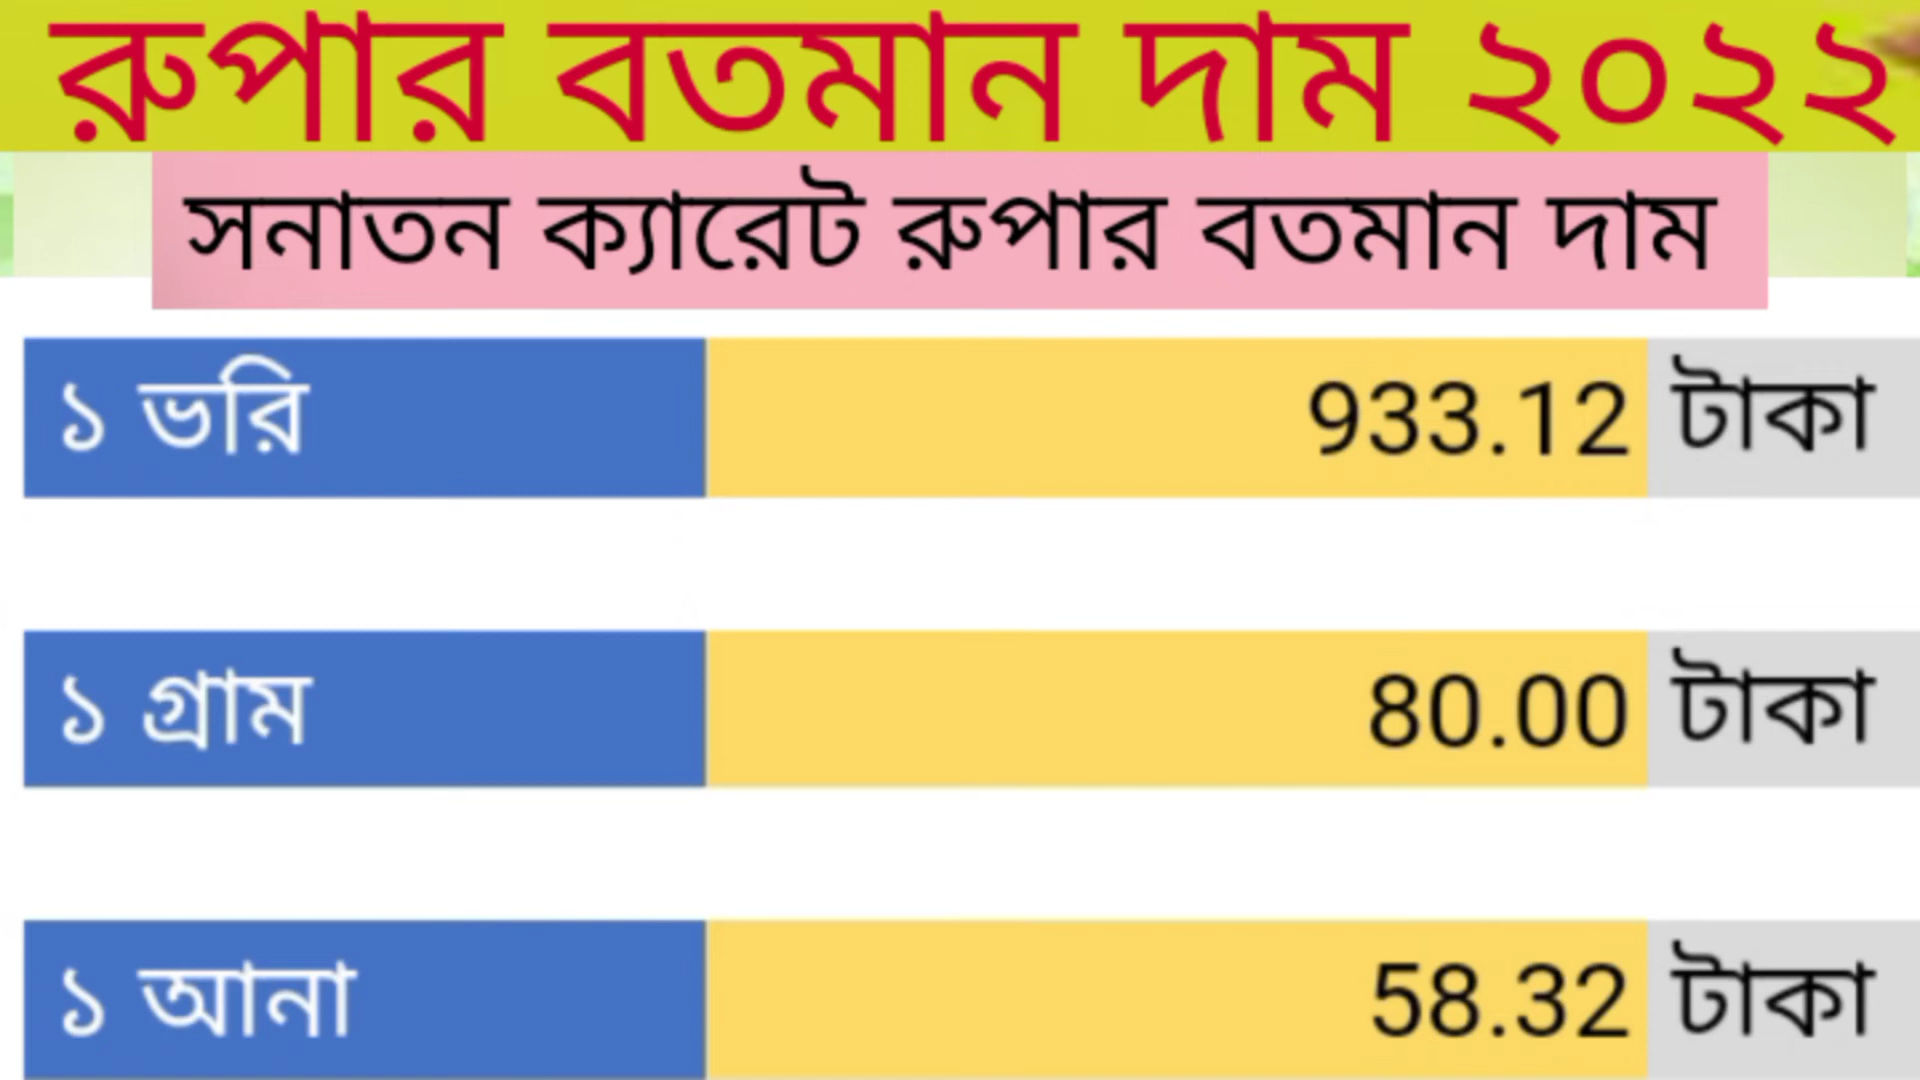 রুপার বতমান দাম ২০২২
সনাতন ক্যারেট রুপার বতমান দাম
১ ভরি 933.12 টাকা
১ গ্রাম 80.00 টাকা
১ আনা 58.32 টাকা